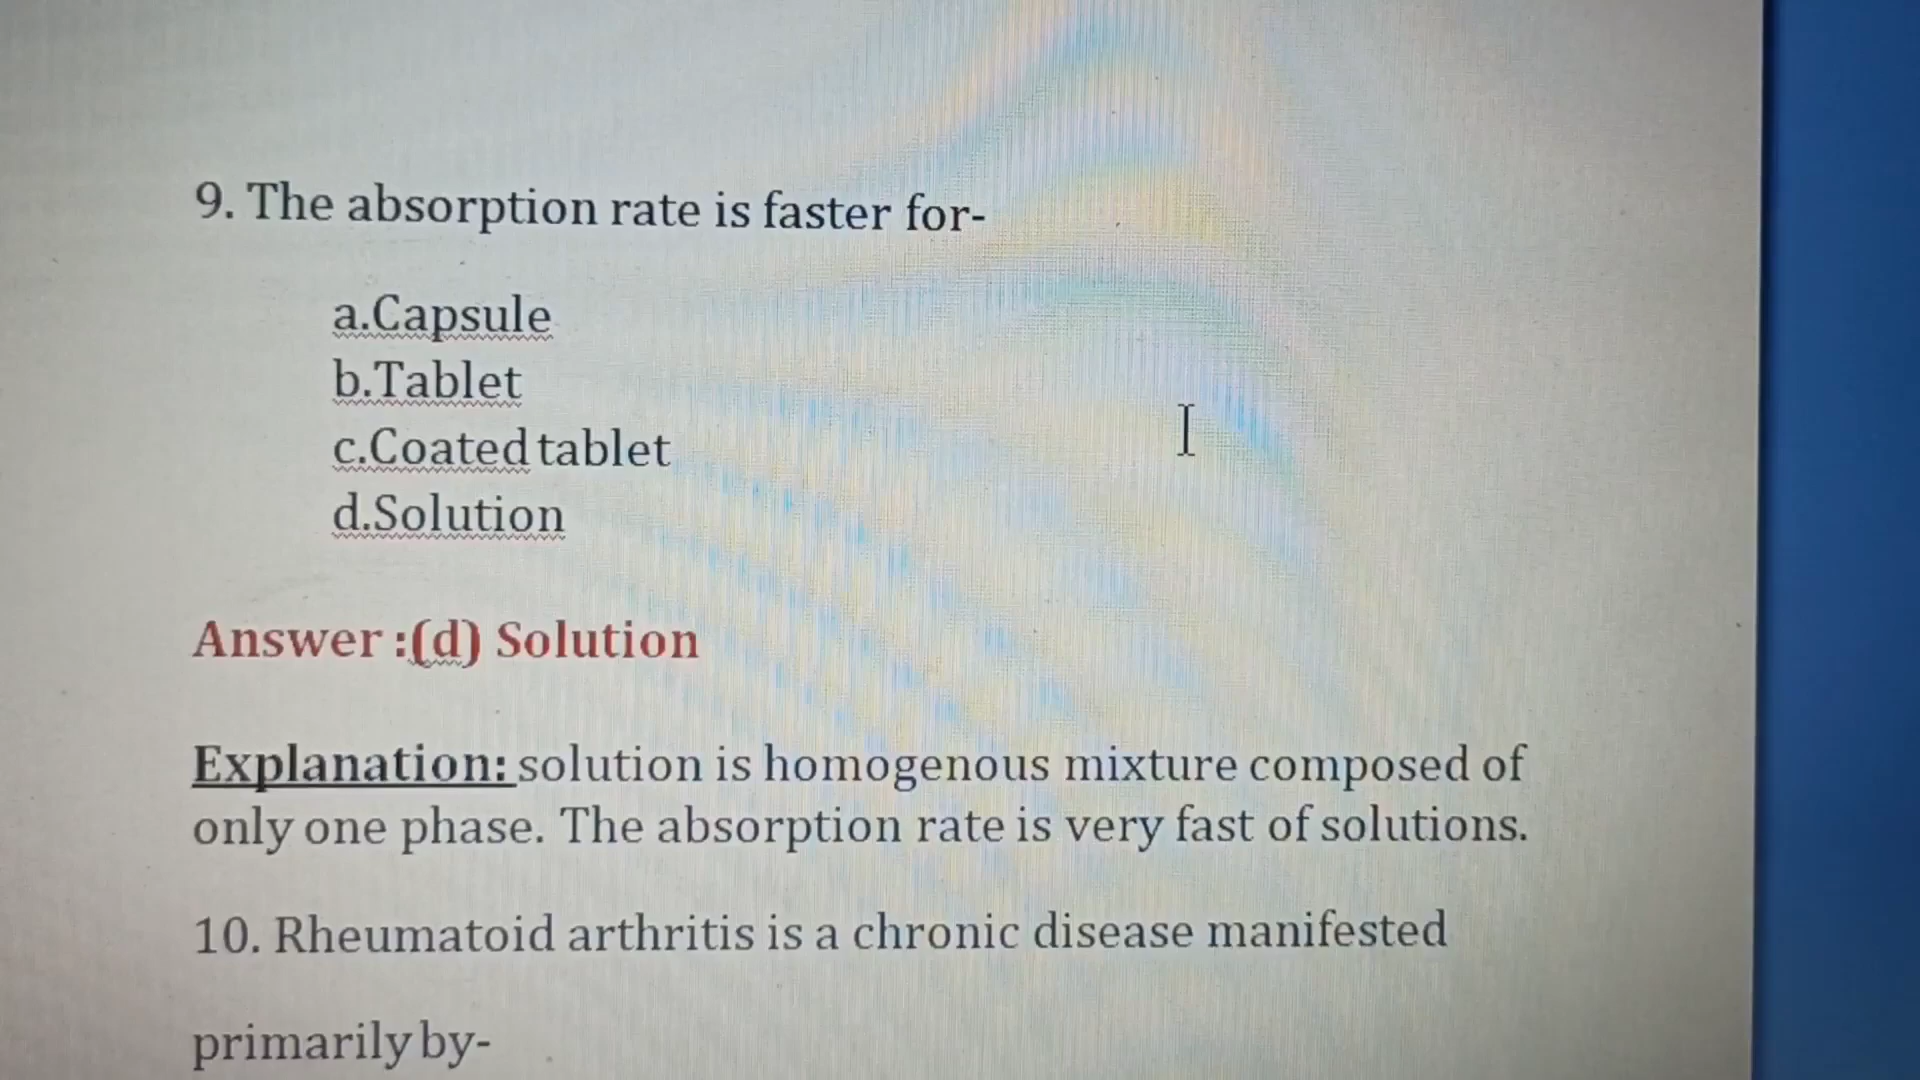 9. The absorption rate is faster for-
a.Capsule
b.Tablet
c.Coated tablet
d.Solution
Answer :(d) Solution
Explanation: solution is homogenous mixture composed of
only one phase. The absorption rate is very fast of solutions.
10. Rheumatoid arthritis is a chronic disease manifested
primarily by-